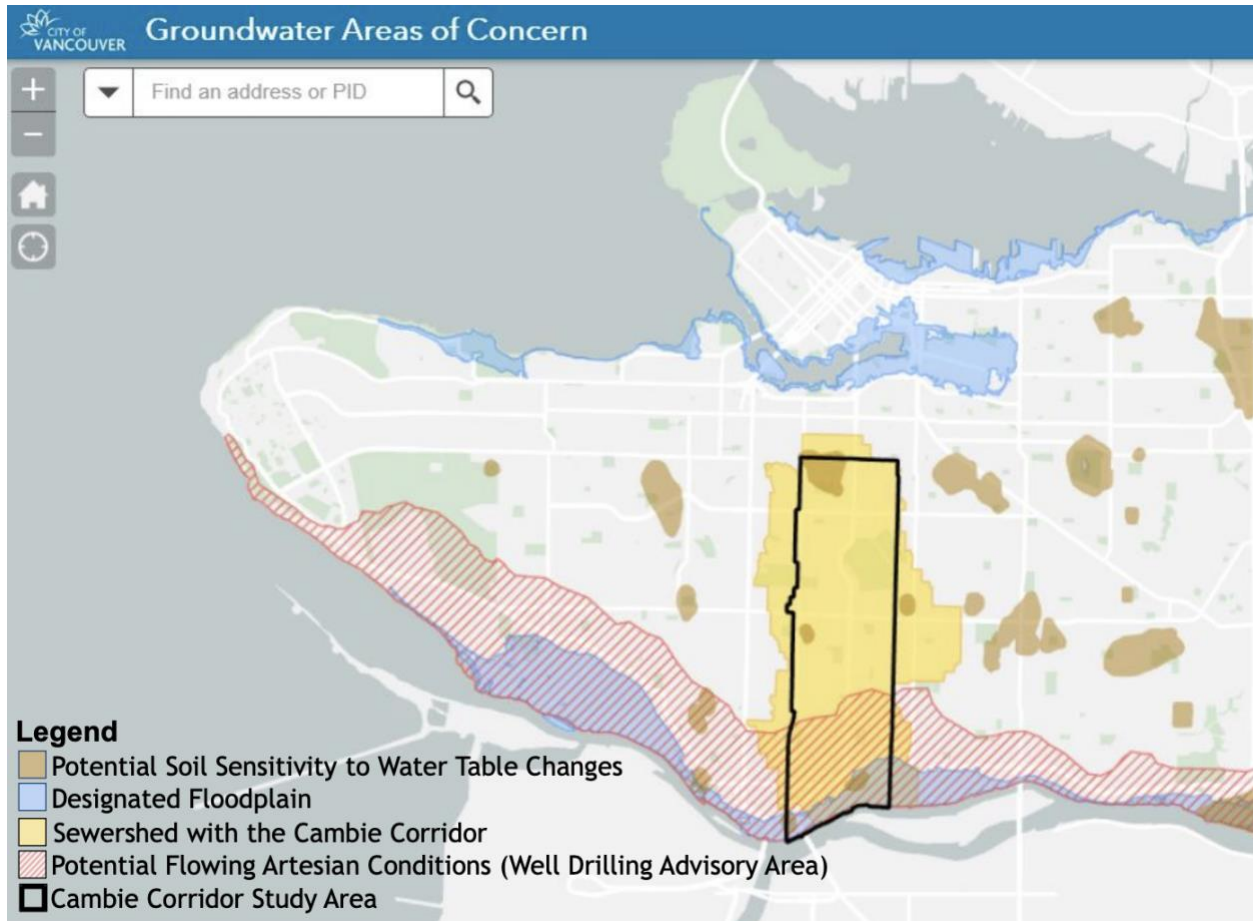 CITY OF
VANCOUVER
Groundwater Areas of Concern
+
Find an address or PID
−
Legend
Potential Soil Sensitivity to Water Table Changes
Designated Floodplain
Sewershed with the Cambie Corridor
Potential Flowing Artesian Conditions (Well Drilling Advisory Area)
Cambie Corridor Study Area